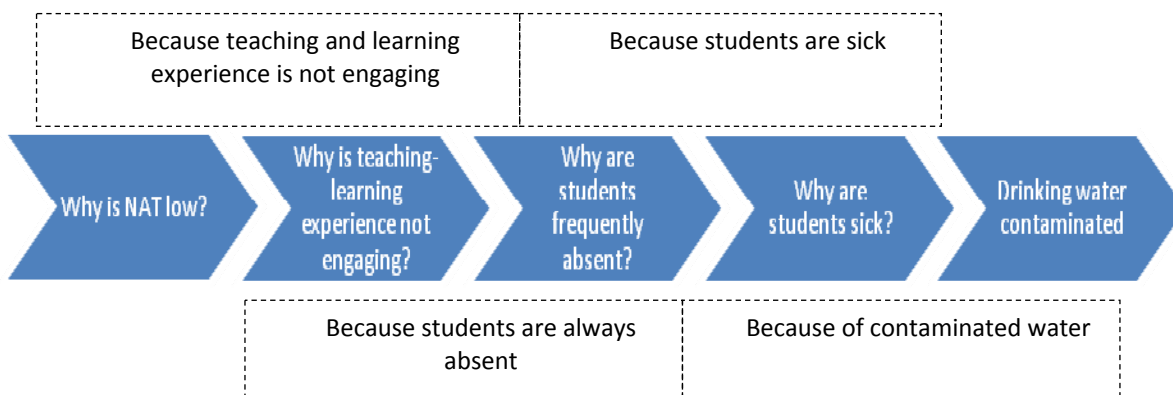 Because teaching and learning
experience is not engaging
Because students are sick
Why is NAT low?
Why is teaching-
learning
experience not
engaging?
Why are
students
frequently
absent?
Why are
students sick?
Drinking water
contaminated
Because students are always
absent
Because of contaminated water